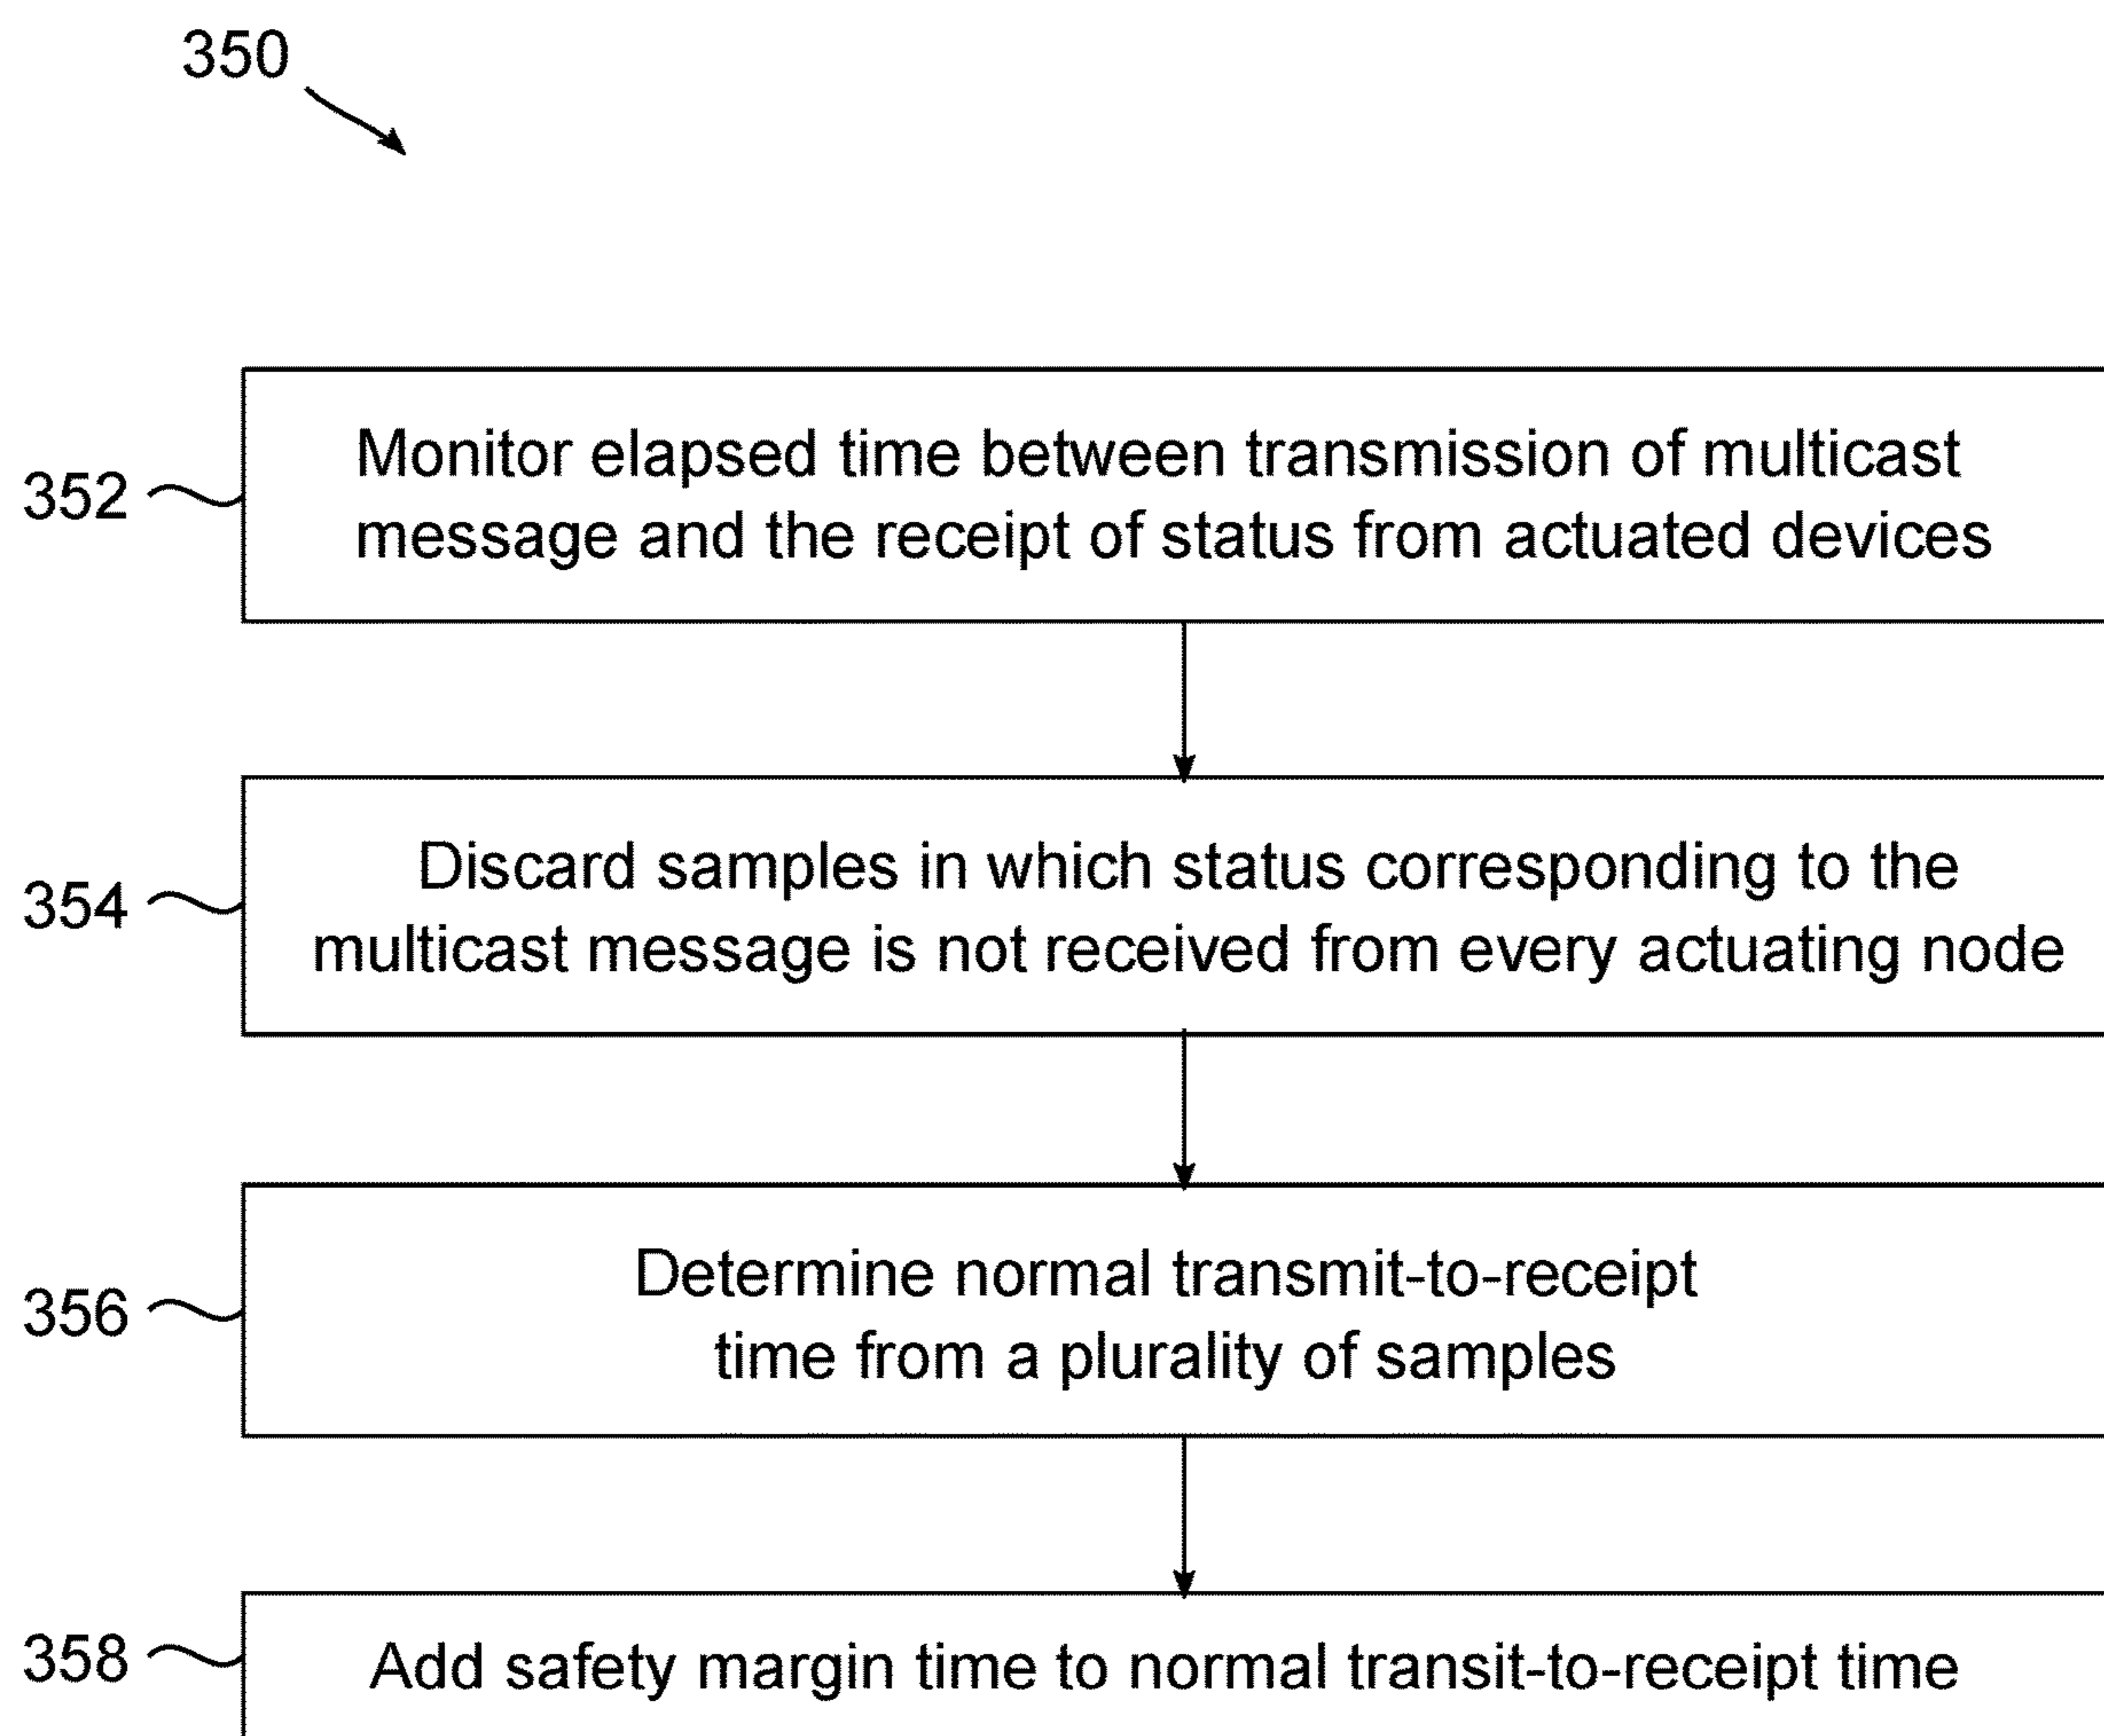 350
352
Monitor elapsed time between transmission of multicast
message and the receipt of status from actuated devices
354
Discard samples in which status corresponding to the
multicast message is not received from every actuating node
356
Determine normal transmit-to-receipt
time from a plurality of samples
358
Add safety margin time to normal transit-to-receipt time